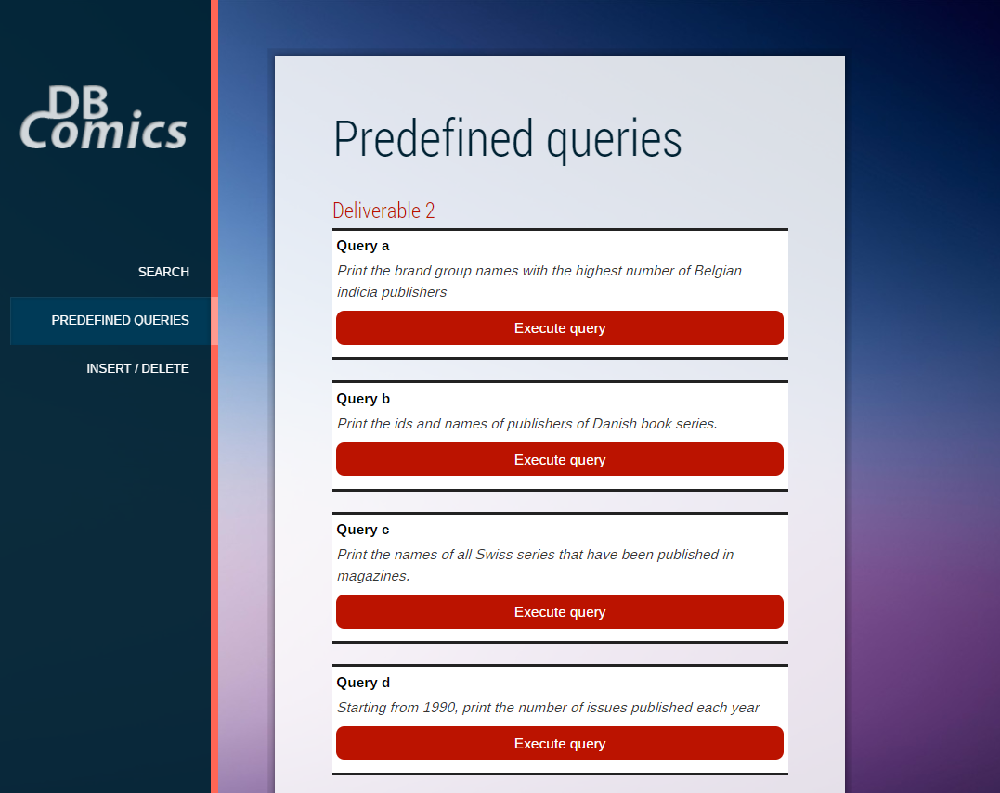 DB
Comics
SEARCH
PREDEFINED QUERIES
INSERT / DELETE
Predefined queries
Deliverable 2
Query a
Print the brand group names with the highest number of Belgian
indicia publishers
Execute query
Query b
Print the ids and names of publishers of Danish book series.
Execute query
Query c
Print the names of all Swiss series that have been published in
magazines.
Execute query
Query d
Starting from 1990, print the number of issues published each year
Execute query